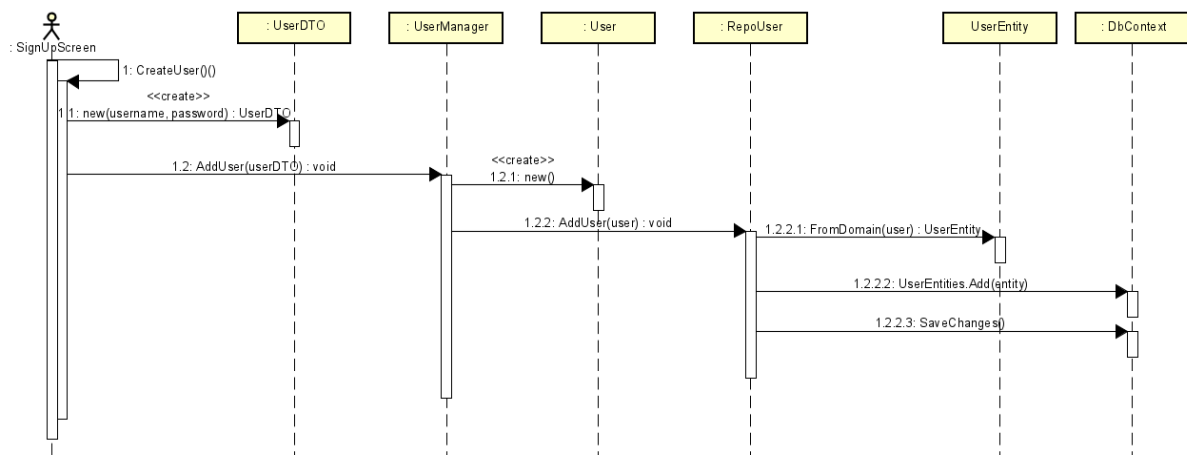 : SignUpScreen
: UserDTO
: UserManager
: User
: RepoUser
UserEntity
: DbContext
1: CreateUser()()
<<create>>
1.1: new(username, password) : UserDTO
1.2: AddUser(userDTO) : void
<<create>>
1.2.1: new()
1.2.2: AddUser(user) : void
1.2.2.1: FromDomain(user) : UserEntity
1.2.2.2: UserEntities.Add(entity)
1.2.2.3: SaveChanges()